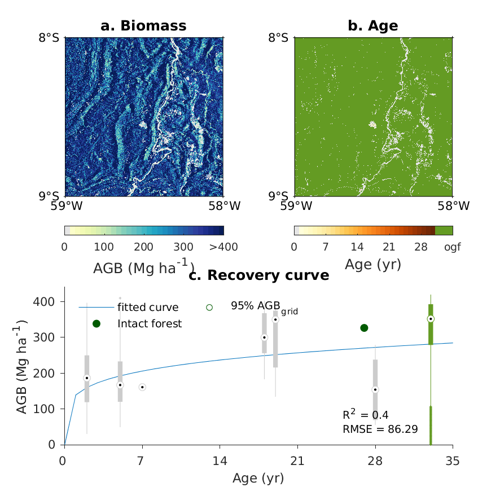 a. Biomass
b. Age
8°S
9°S
59°W
58°W
8°S
9°S
59°W
58°W
0 100 200 300 >400
AGB (Mg ha⁻¹)
0 7 14 21 28 ogf
Age (yr)
c. Recovery curve
fitted curve
Intact forest
95% AGB_grid
AGB (Mg ha⁻¹)
400
300
200
100
0
R² = 0.4
RMSE = 86.29
0 7 14 21 28 35
Age (yr)